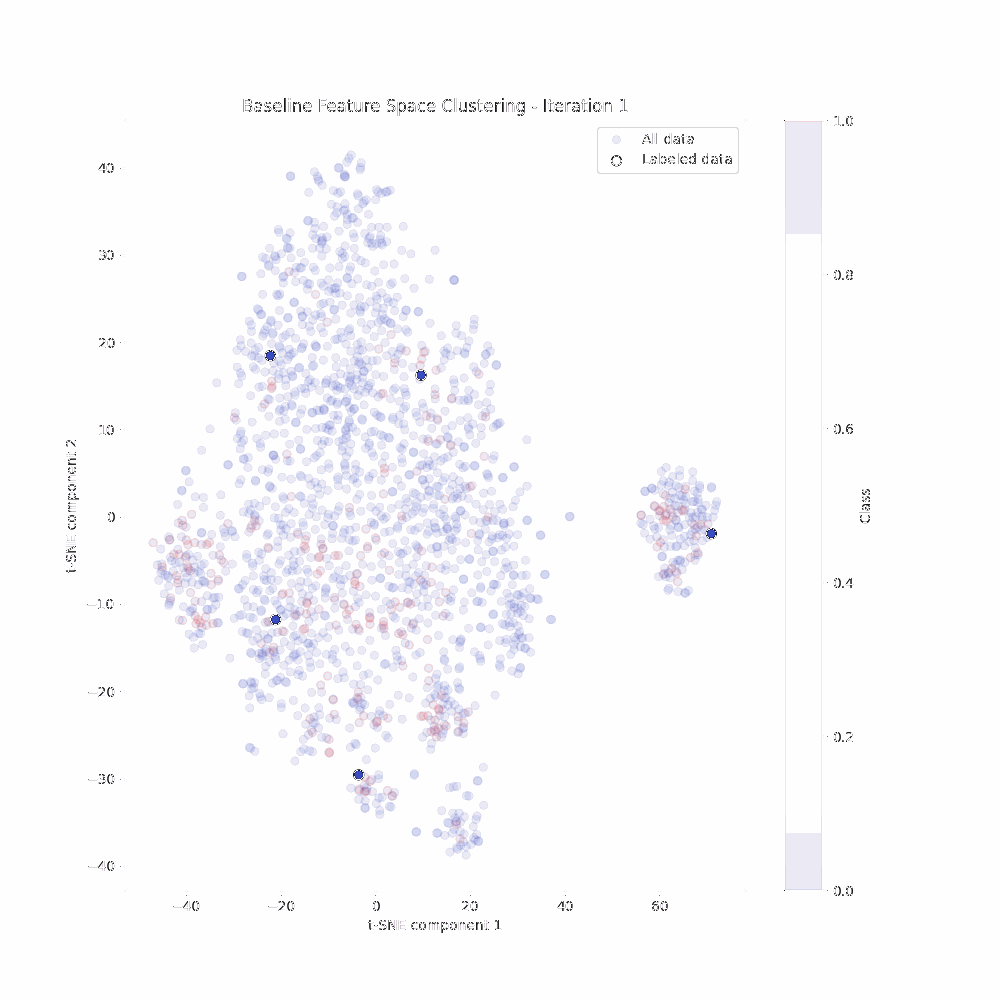 Baseline Feature Space Clustering - Iteration 1
All data
Labeled data
40
30
20
10
0
−10
−20
−30
−40
t-SNE component 2
−40 −20 0 20 40 60
t-SNE component 1
1.0
0.8
0.6
0.4
0.2
0.0
Class